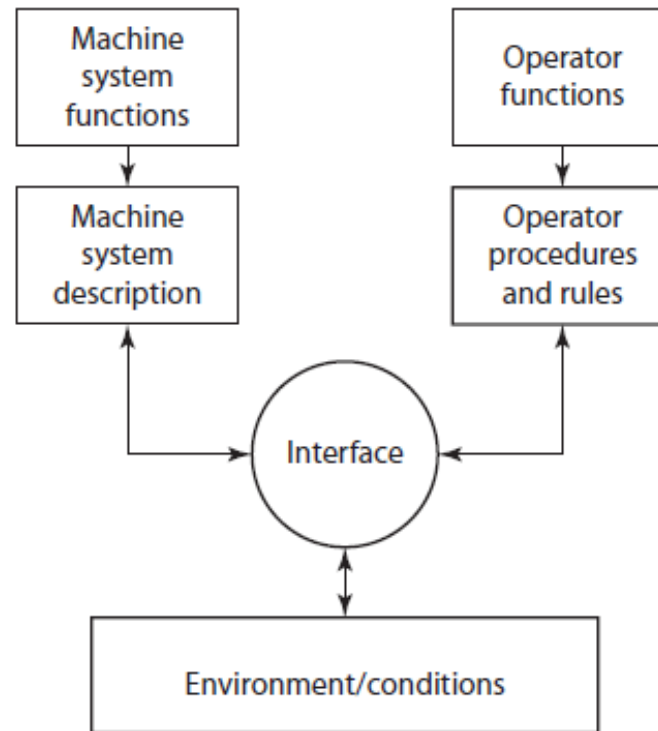 Machine
system
functions
Operator
functions
Machine
system
description
Operator
procedures
and rules
Interface
Environment/conditions